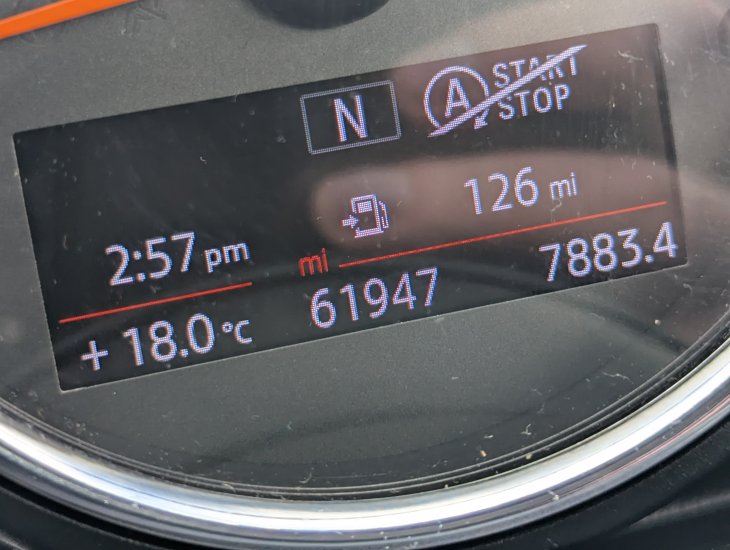 N
A START
STOP
126 mi
2:57 pm
mi
+ 18.0 °C
61947
7883.4